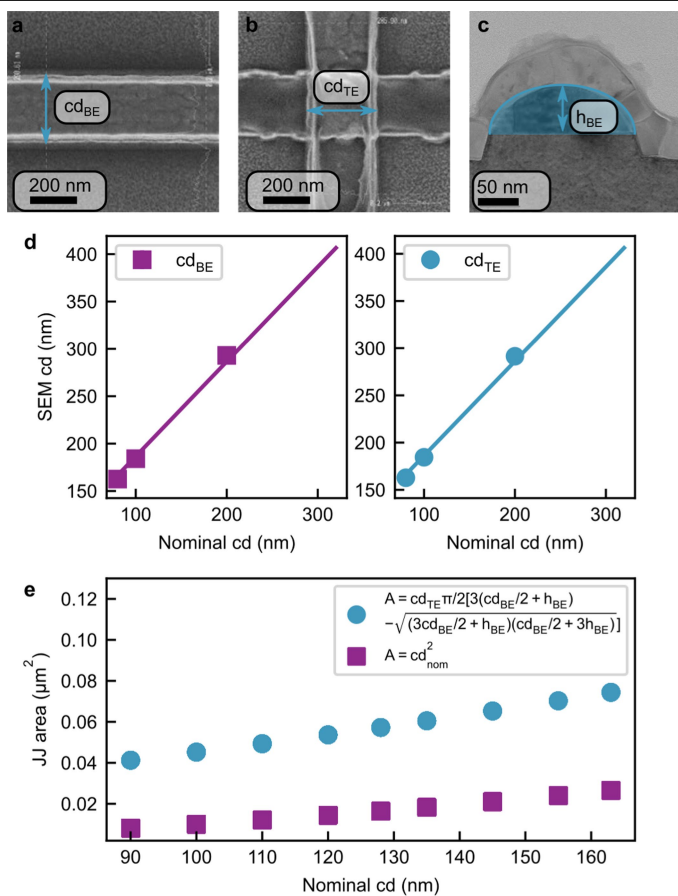 a
b
c
cd_BE
cd_TE
h_BE
200 nm
200 nm
50 nm
d
400
350
300
250
200
150
SEM cd (nm)
cd_BE
100
200
300
Nominal cd (nm)
400
350
300
250
200
150
cd_TE
100
200
300
Nominal cd (nm)
e
0.12
0.10
0.08
0.06
0.04
0.02
JJ area (μm²)
A = cd_TE π/2[3(cd_BE/2 + h_BE)
−√(3cd_BE/2 + h_BE)(cd_BE/2 + 3h_BE)]
A = cd²_nom
90
100
110
120
130
140
150
160
Nominal cd (nm)